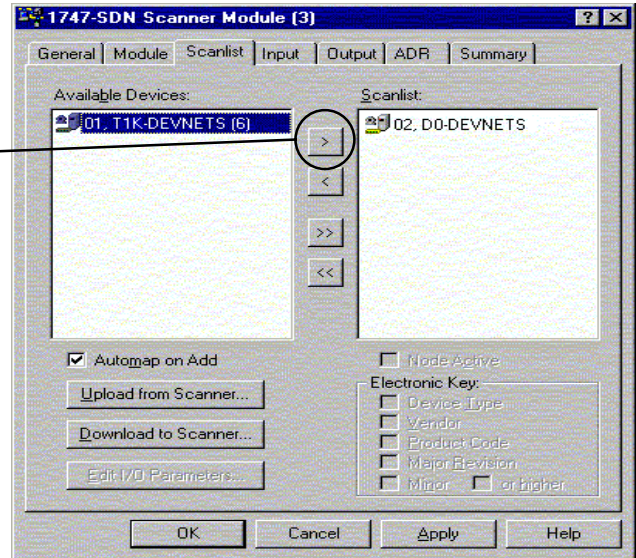 1747-SDN Scanner Module (3)
General Module Scanlist Input Output ADR Summary
Available Devices:
01, T1K-DEVNETS (6)
>
<
>>
<<
Scanlist:
02, D0-DEVNETS
Automap on Add
Upload from Scanner...
Download to Scanner...
Edit I/O Parameters...
Node Active
Electronic Key:
Device Type
Vendor
Product Code
Major Revision
Minor or higher
OK Cancel Apply Help